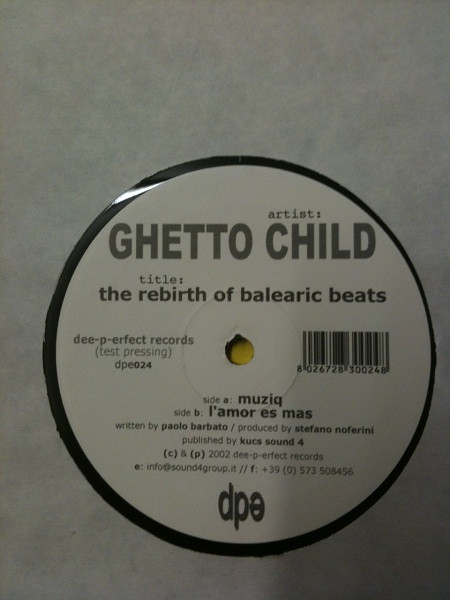 artist:
GHETTO CHILD
title:
the rebirth of balearic beats
dee-p-erfect records
(test pressing)
dpe024
8 026728 300248
side a: muziq
side b: l'amor es mas
written by paolo barbato / produced by stefano noferini
published by kucs sound 4
(c) & (p) 2002 dee-p-erfect records
e: info@sound4group.it // f: +39 (0) 573 508456
dpe